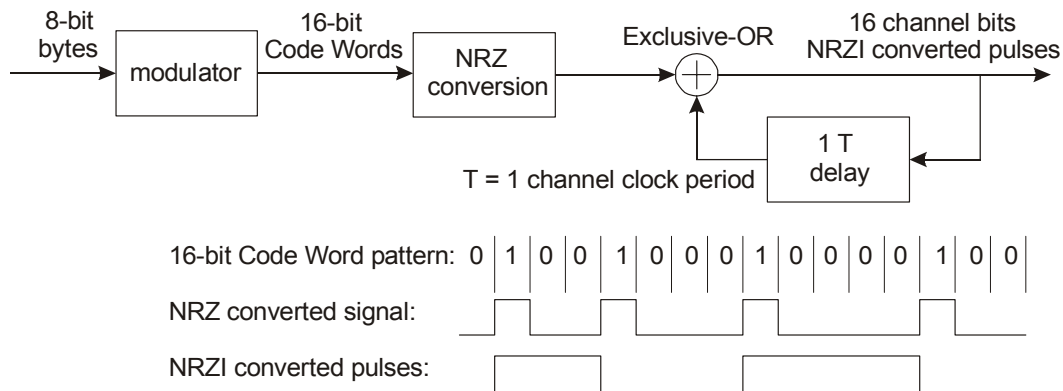 8-bit
bytes
modulator
16-bit
Code Words
NRZ
conversion
Exclusive-OR
16 channel bits
NRZI converted pulses
1 T
delay
T = 1 channel clock period
16-bit Code Word pattern: 0 1 0 0 1 0 0 0 1 0 0 0 0 1 0 0
NRZ converted signal:
NRZI converted pulses: